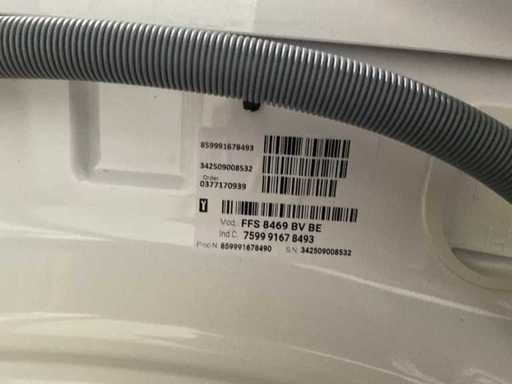 859991678493
342509008532
Order
0377170939
Y
Mod. FFS 8469 BV BE
Ind.C. 7599 9167 8493
Prod.N. 859991678490 S.N. 342509008532